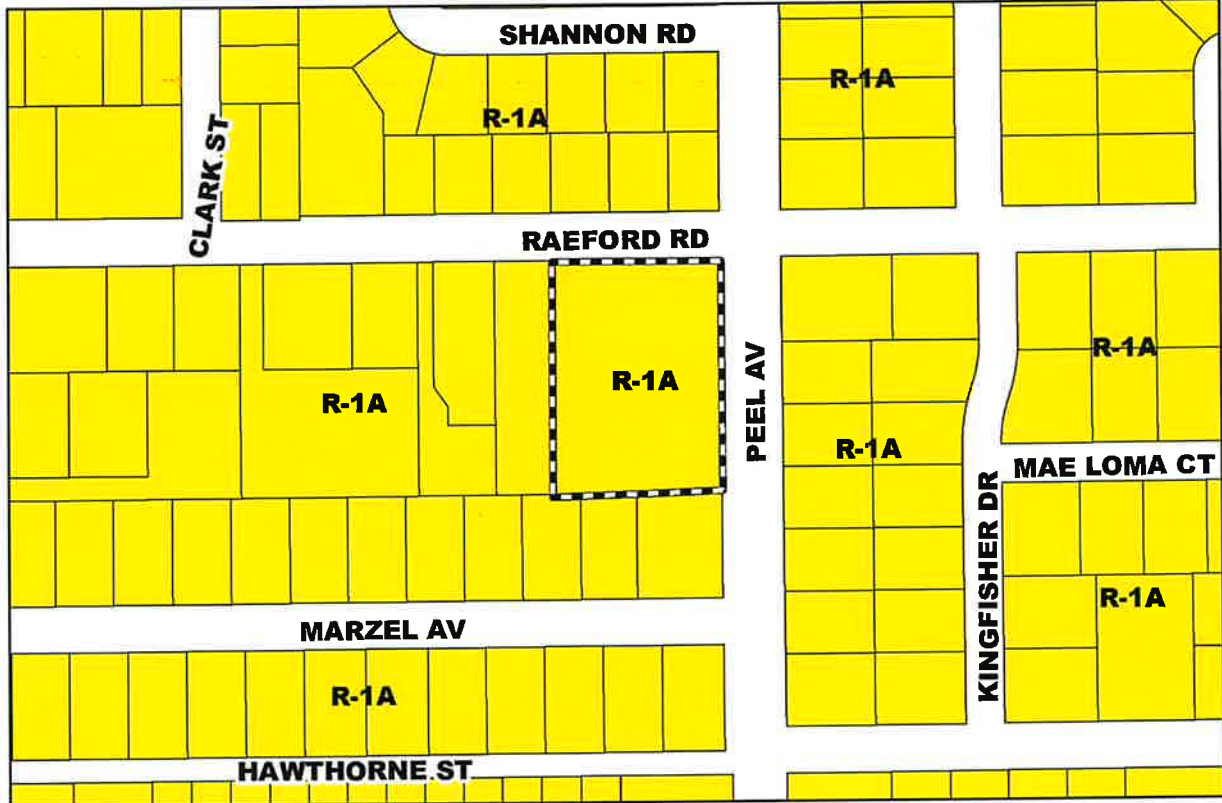 SHANNON RD
R-1A
R-1A
CLARK.ST
RAEFORD RD
R-1A
R-1A
R-1A
PEEL AV
R-1A
MAE LOMA CT
KINGFISHER DR
R-1A
MARZEL AV
R-1A
HAWTHORNE.ST